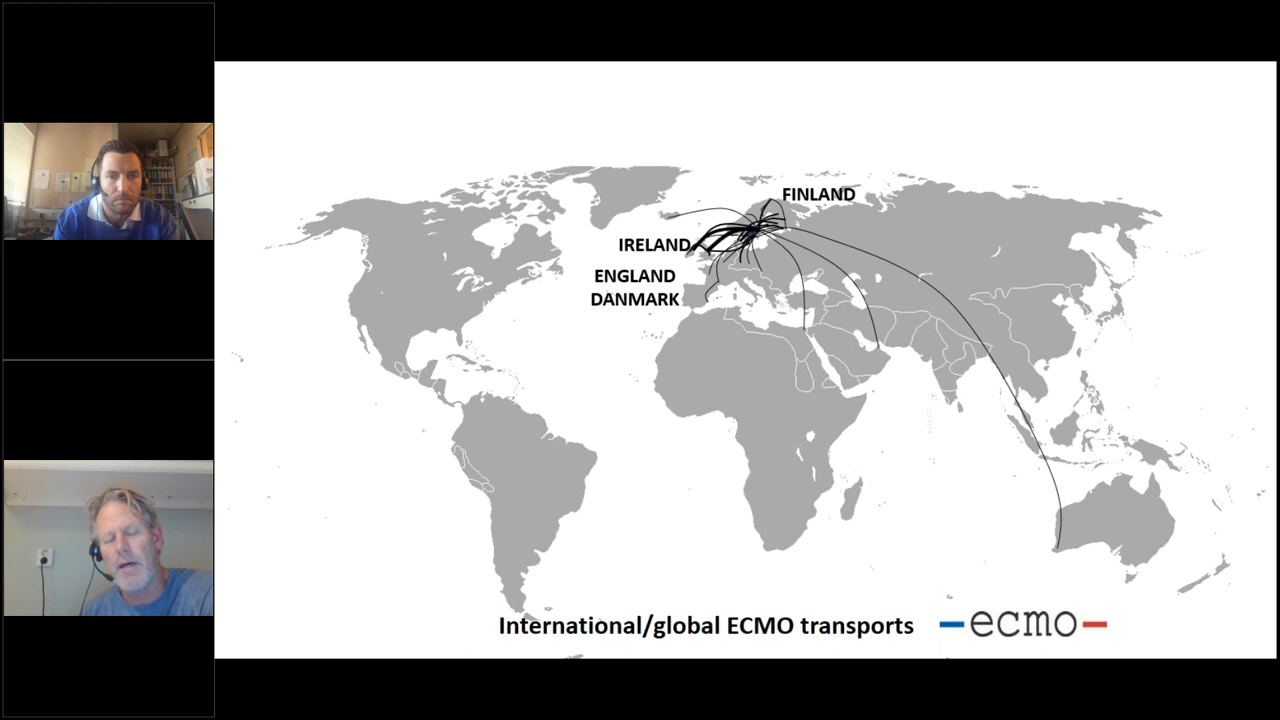 FINLAND
IRELAND
ENGLAND
DANMARK
International/global ECMO transports
ecmo